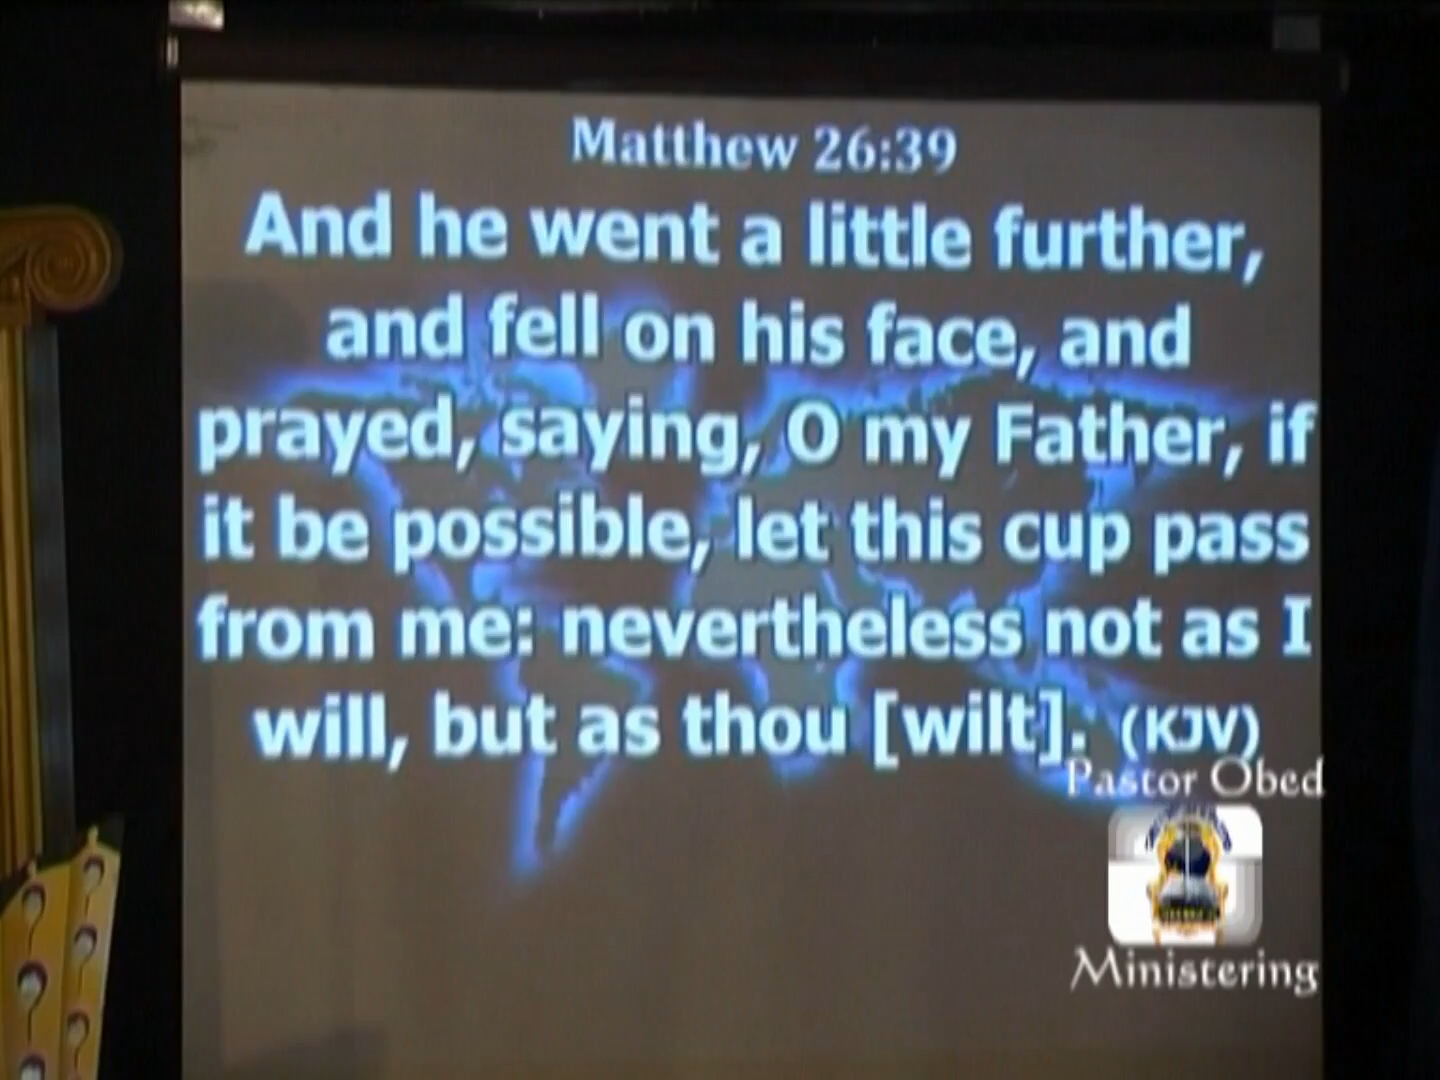 Matthew 26:39
And he went a little further,
and fell on his face, and
prayed, saying, O my Father, if
it be possible, let this cup pass
from me: nevertheless not as I
will, but as thou [wilt]. (KJV)
Pastor Obed
Ministering